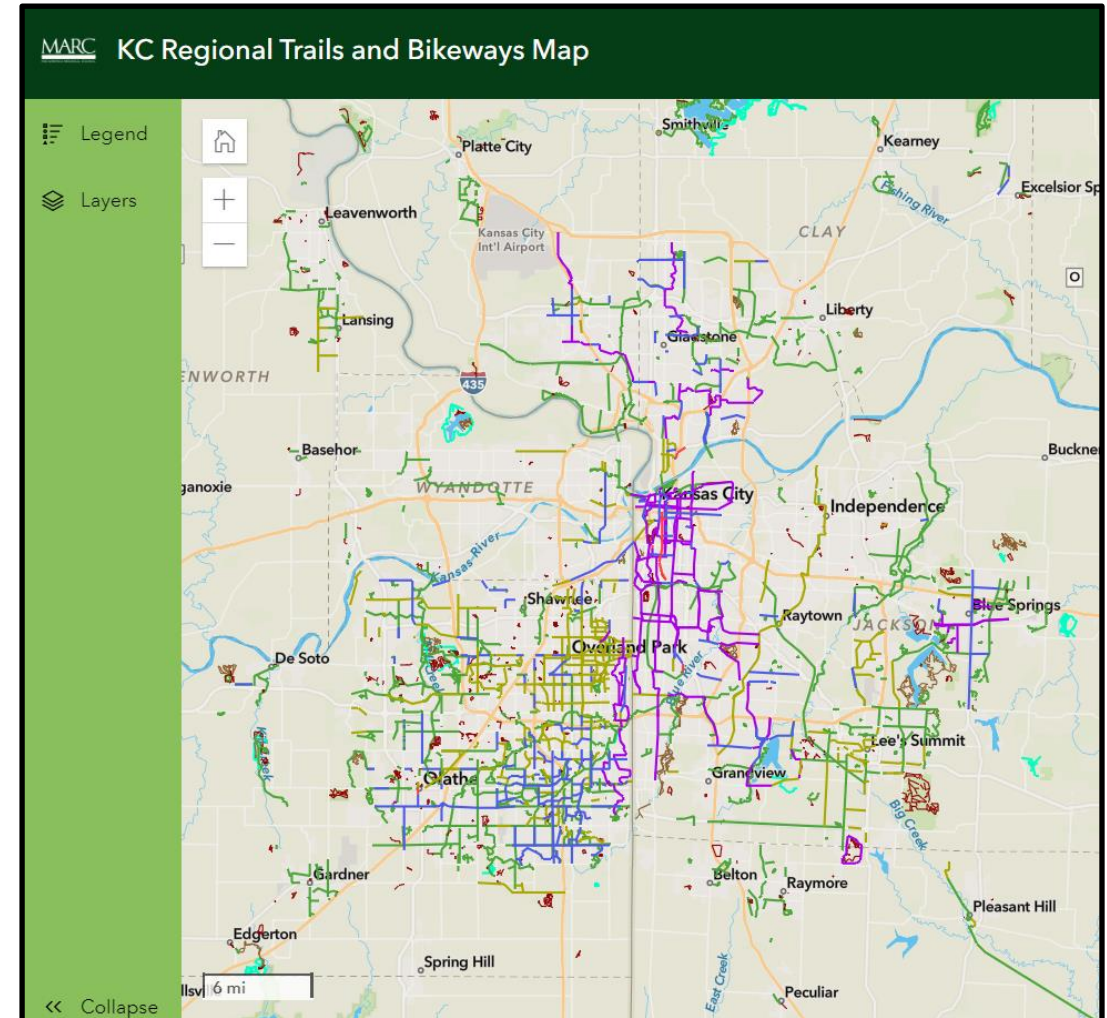 MARC KC Regional Trails and Bikeways Map
Legend
Layers
Smithville
Platte City
Kearney
Excelsior Sp
Fishing River
Leavenworth
Kansas City
Int'l Airport
CLAY
Liberty
Lansing
Gladstone
ENWORTH
435
Basehor
Buckner
ganoxie
WYANDOTTE
Kansas City
Independence
Kansas River
Shawnee
Blue Springs
Raytown
JACKSON
Overland Park
De Soto
Blue River
Lee's Summit
Grandview
Olathe
Big Creek
Gardner
Belton
Raymore
Pleasant Hill
Edgerton
Spring Hill
East Creek
Peculiar
llsvi
6 mi
Collapse